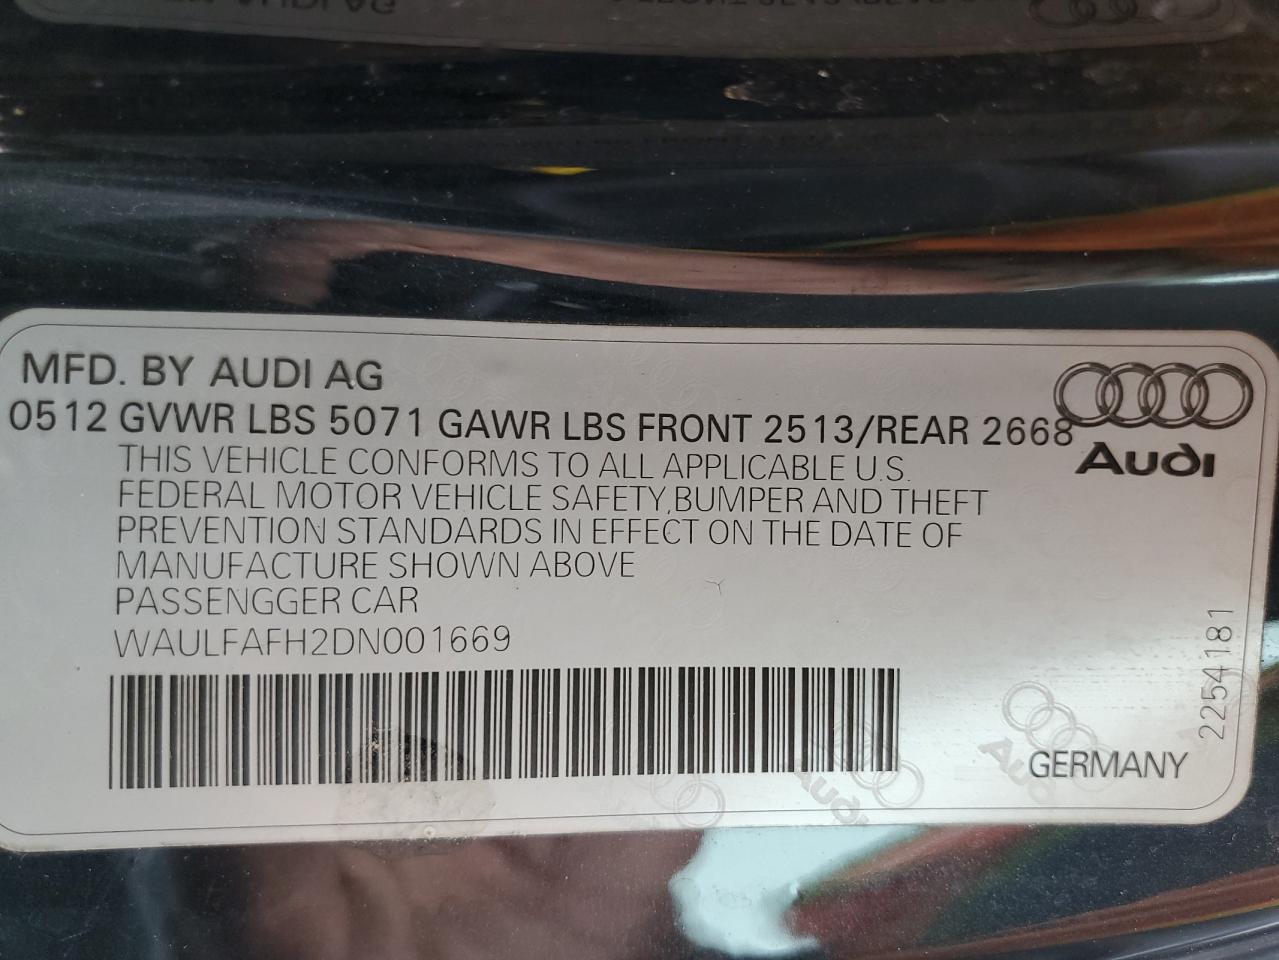 MFD. BY AUDI AG
0512 GVWR LBS 5071 GAWR LBS FRONT 2513/REAR 2668
Audi
THIS VEHICLE CONFORMS TO ALL APPLICABLE U.S.
FEDERAL MOTOR VEHICLE SAFETY,BUMPER AND THEFT
PREVENTION STANDARDS IN EFFECT ON THE DATE OF
MANUFACTURE SHOWN ABOVE
PASSENGGER CAR
WAULFAFH2DN001669
2254181
GERMANY
Audi
Audi